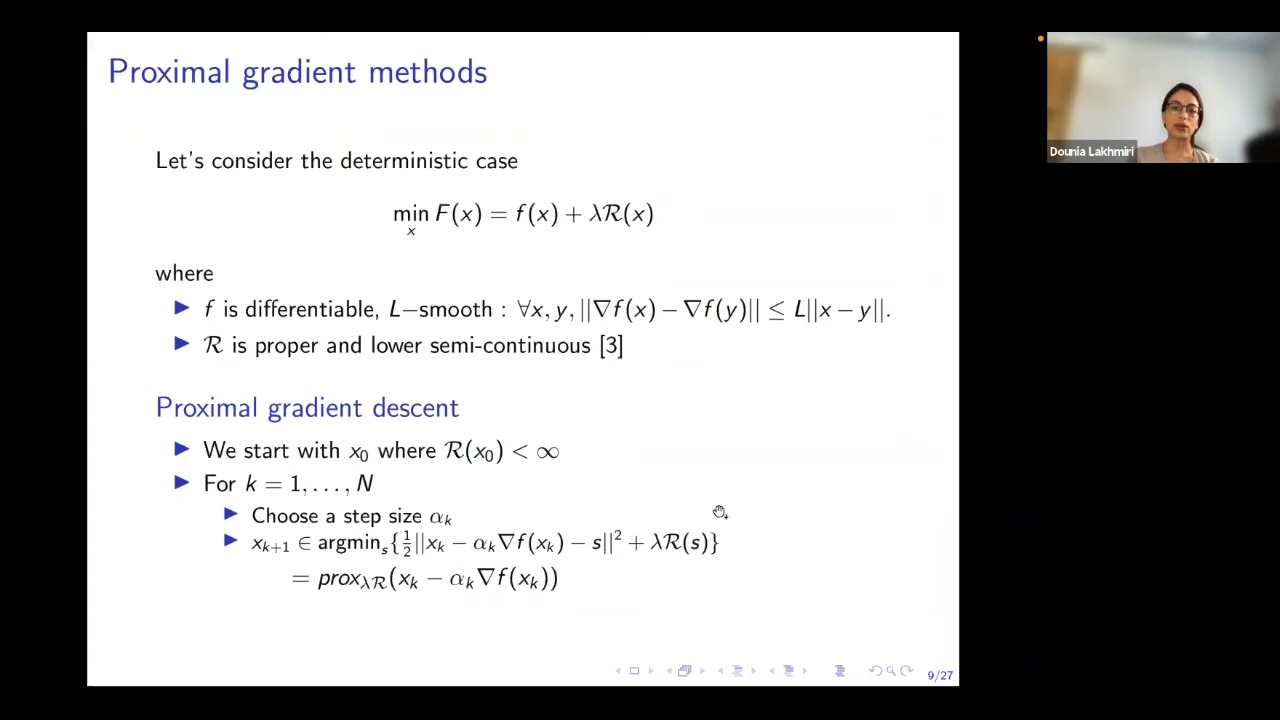 Proximal gradient methods
Let's consider the deterministic case
min_x F(x) = f(x) + λR(x)
where
▶ f is differentiable, L−smooth : ∀x, y, ||∇f(x) − ∇f(y)|| ≤ L||x − y||.
▶ R is proper and lower semi-continuous [3]
Proximal gradient descent
▶ We start with x₀ where R(x₀) < ∞
▶ For k = 1, . . . , N
▶ Choose a step size αₖ
▶ xₖ₊₁ ∈ argminₛ{½||xₖ − αₖ∇f(xₖ) − s||² + λR(s)}
= prox_λR(xₖ − αₖ∇f(xₖ))
9/27
Dounia Lakhmiri